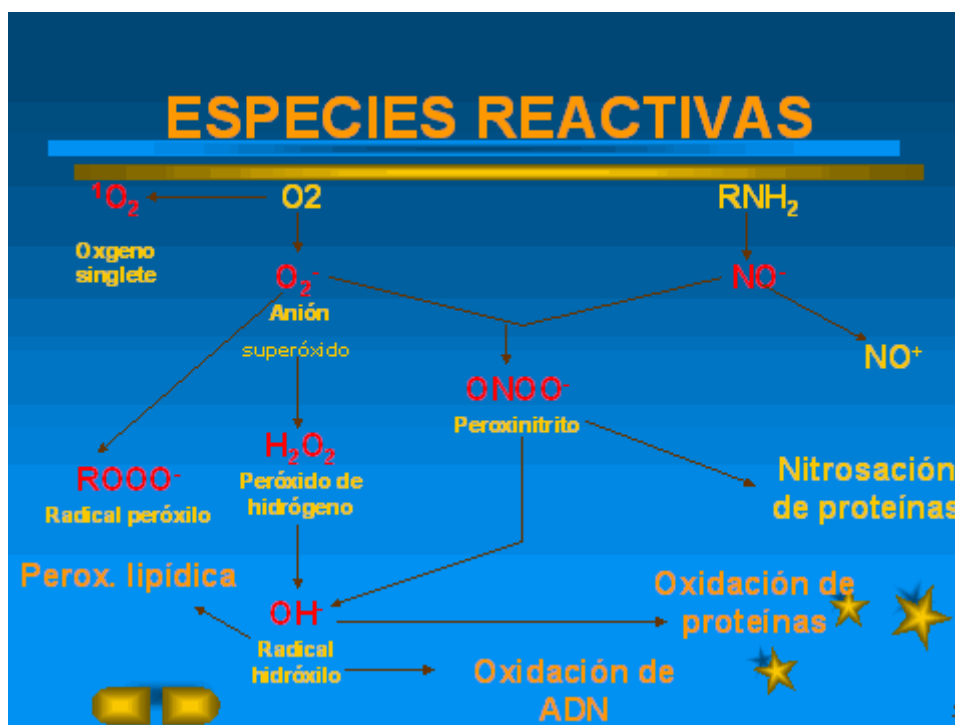 ESPECIES REACTIVAS
¹O₂
O2
RNH₂
Oxgeno
singlete
O₂⁻
Anión
superóxido
NO⁻
NO⁺
ONOO⁻
Peroxinitrito
H₂O₂
Peróxido de
hidrógeno
ROOO⁻
Radical peróxilo
Nitrosación
de proteínas
Perox. lipídica
OH⁻
Radical
hidróxilo
Oxidación de
proteínas
Oxidación de
ADN